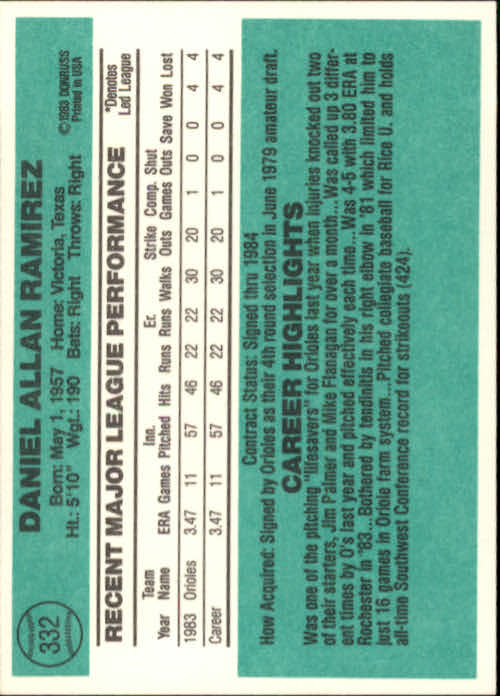 332
DANIEL ALLAN RAMIREZ
Born: May 1, 1957 Home: Victoria, Texas
Ht.: 5'10" Wgt.: 190 Bats: Right Throws: Right
©1983 DONRUSS
Printed in USA
RECENT MAJOR LEAGUE PERFORMANCE
*Denotes
Led League
Team Inn. Er. Strike Comp. Shut
Year Name ERA Games Pitched Hits Runs Runs Walks Outs Games Outs Save Won Lost
1983 Orioles 3.47 11 57 46 22 22 30 20 1 0 0 4 4
Career 3.47 11 57 46 22 22 30 20 1 0 0 4 4
Contract Status: Signed thru 1984
How Acquired: Signed by Orioles as their 4th round selection in June 1979 amateur draft.
CAREER HIGHLIGHTS
Was one of the pitching "lifesavers" for Orioles last year when injuries knocked out two
of their starters, Jim Palmer and Mike Flanagan for over a month...Was called up 3 differ-
ent times by O's last year and pitched effectively each time...Was 4-5 with 3.80 ERA at
Rochester in '83...Bothered by tendinitis in his right elbow in '81 which limited him to
just 16 games in Oriole farm system...Pitched collegiate baseball for Rice U. and holds
all-time Southwest Conference record for strikeouts (424).